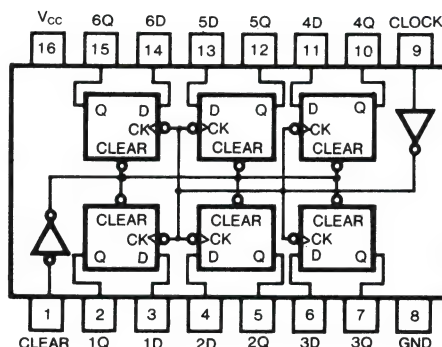 VCC 6Q 6D 5D 5Q 4D 4Q CLOCK
16 15 14 13 12 11 10 9
Q D D Q D Q
CK CK CK
CLEAR CLEAR CLEAR
CLEAR CLEAR CLEAR
CK CK CK
Q D D Q D Q
1 2 3 4 5 6 7 8
CLEAR 1Q 1D 2D 2Q 3D 3Q GND